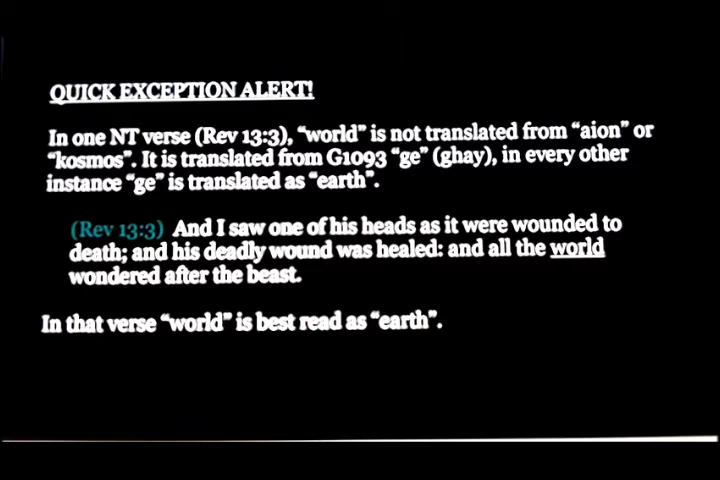 QUICK EXCEPTION ALERT!
In one NT verse (Rev 13:3), “world” is not translated from “aion” or
“kosmos”. It is translated from G1093 “ge” (ghay), in every other
instance “ge” is translated as “earth”.
(Rev 13:3) And I saw one of his heads as it were wounded to
death; and his deadly wound was healed: and all the world
wondered after the beast.
In that verse “world” is best read as “earth”.